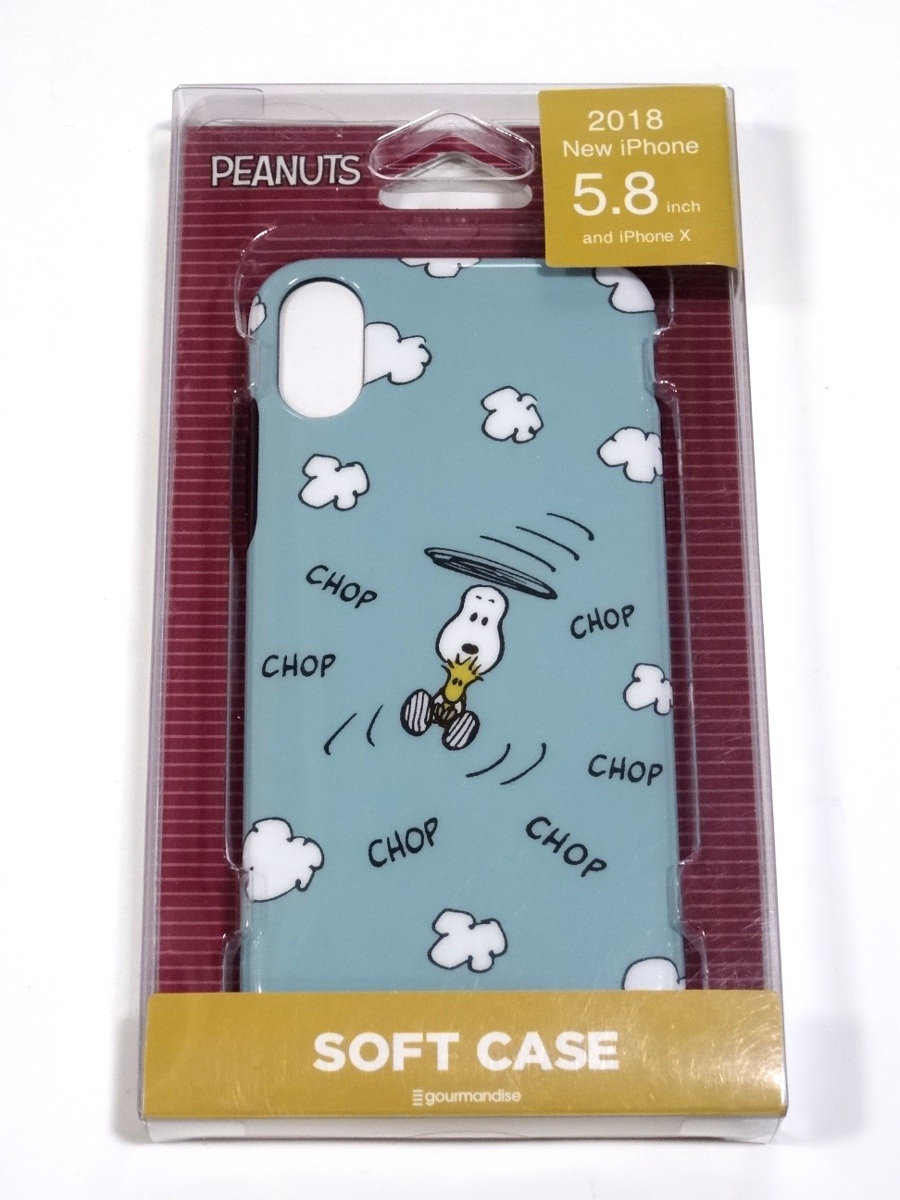 PEANUTS
2018
New iPhone
5.8 inch
and iPhone X
CHOP
CHOP
CHOP
CHOP
CHOP
CHOP
SOFT CASE
gourmandise